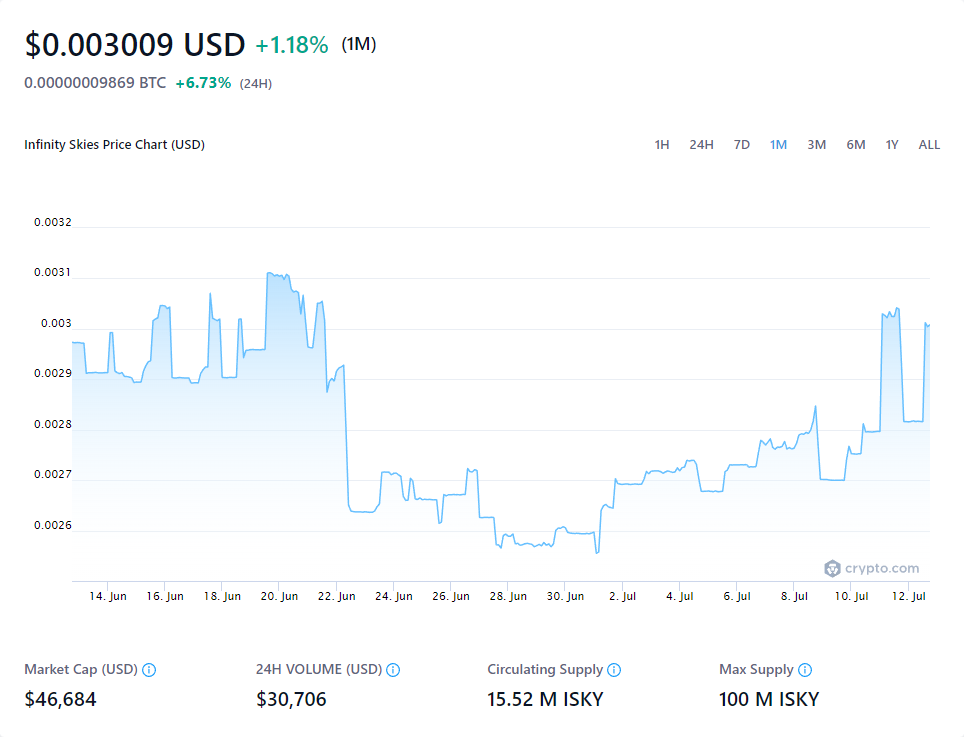 $0.003009 USD +1.18% (1M)
0.00000009869 BTC +6.73% (24H)
Infinity Skies Price Chart (USD) 1H 24H 7D 1M 3M 6M 1Y ALL
0.0032
0.0031
0.003
0.0029
0.0028
0.0027
0.0026
crypto.com
14. Jun 16. Jun 18. Jun 20. Jun 22. Jun 24. Jun 26. Jun 28. Jun 30. Jun 2. Jul 4. Jul 6. Jul 8. Jul 10. Jul 12. Jul
Market Cap (USD) 24H VOLUME (USD) Circulating Supply Max Supply
$46,684 $30,706 15.52 M ISKY 100 M ISKY